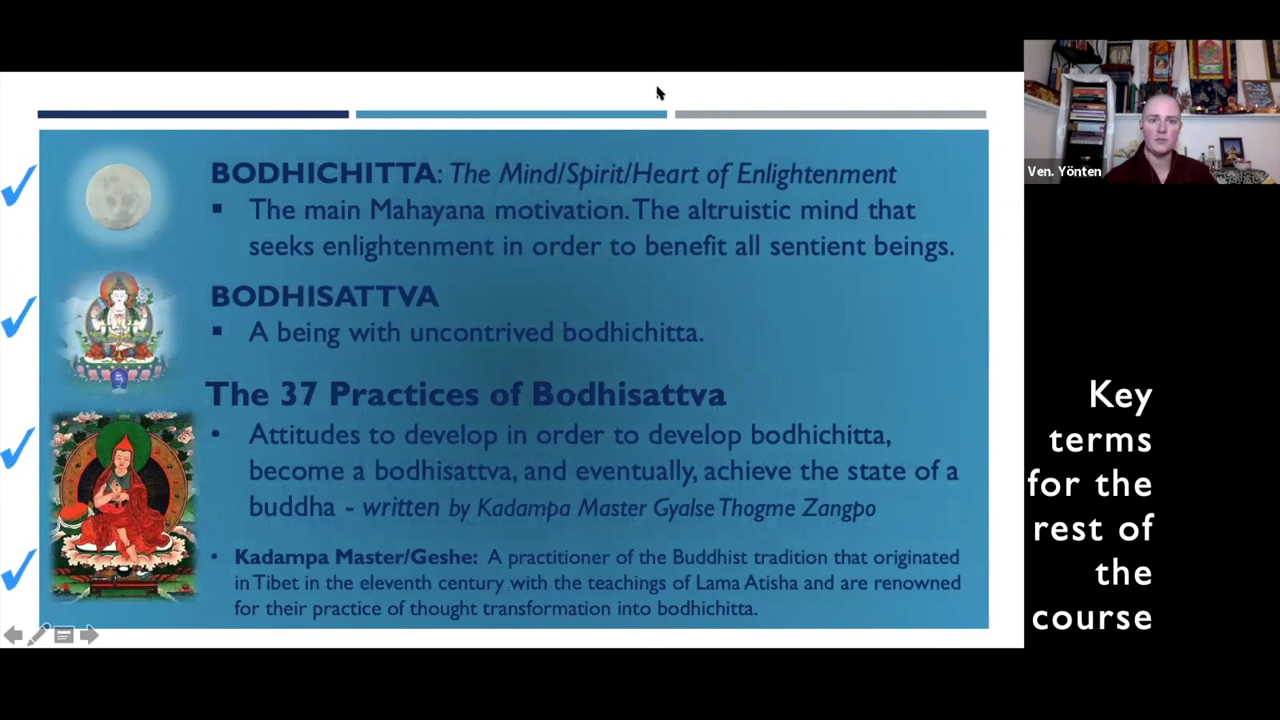 BODHICHITTA: The Mind/Spirit/Heart of Enlightenment
▪ The main Mahayana motivation. The altruistic mind that
seeks enlightenment in order to benefit all sentient beings.
BODHISATTVA
▪ A being with uncontrived bodhichitta.
The 37 Practices of Bodhisattva
• Attitudes to develop in order to develop bodhichitta,
become a bodhisattva, and eventually, achieve the state of a
buddha - written by Kadampa Master Gyalse Thogme Zangpo
• Kadampa Master/Geshe: A practitioner of the Buddhist tradition that originated
in Tibet in the eleventh century with the teachings of Lama Atisha and are renowned
for their practice of thought transformation into bodhichitta.
Ven. Yönten
Key
terms
for the
rest of
the
course